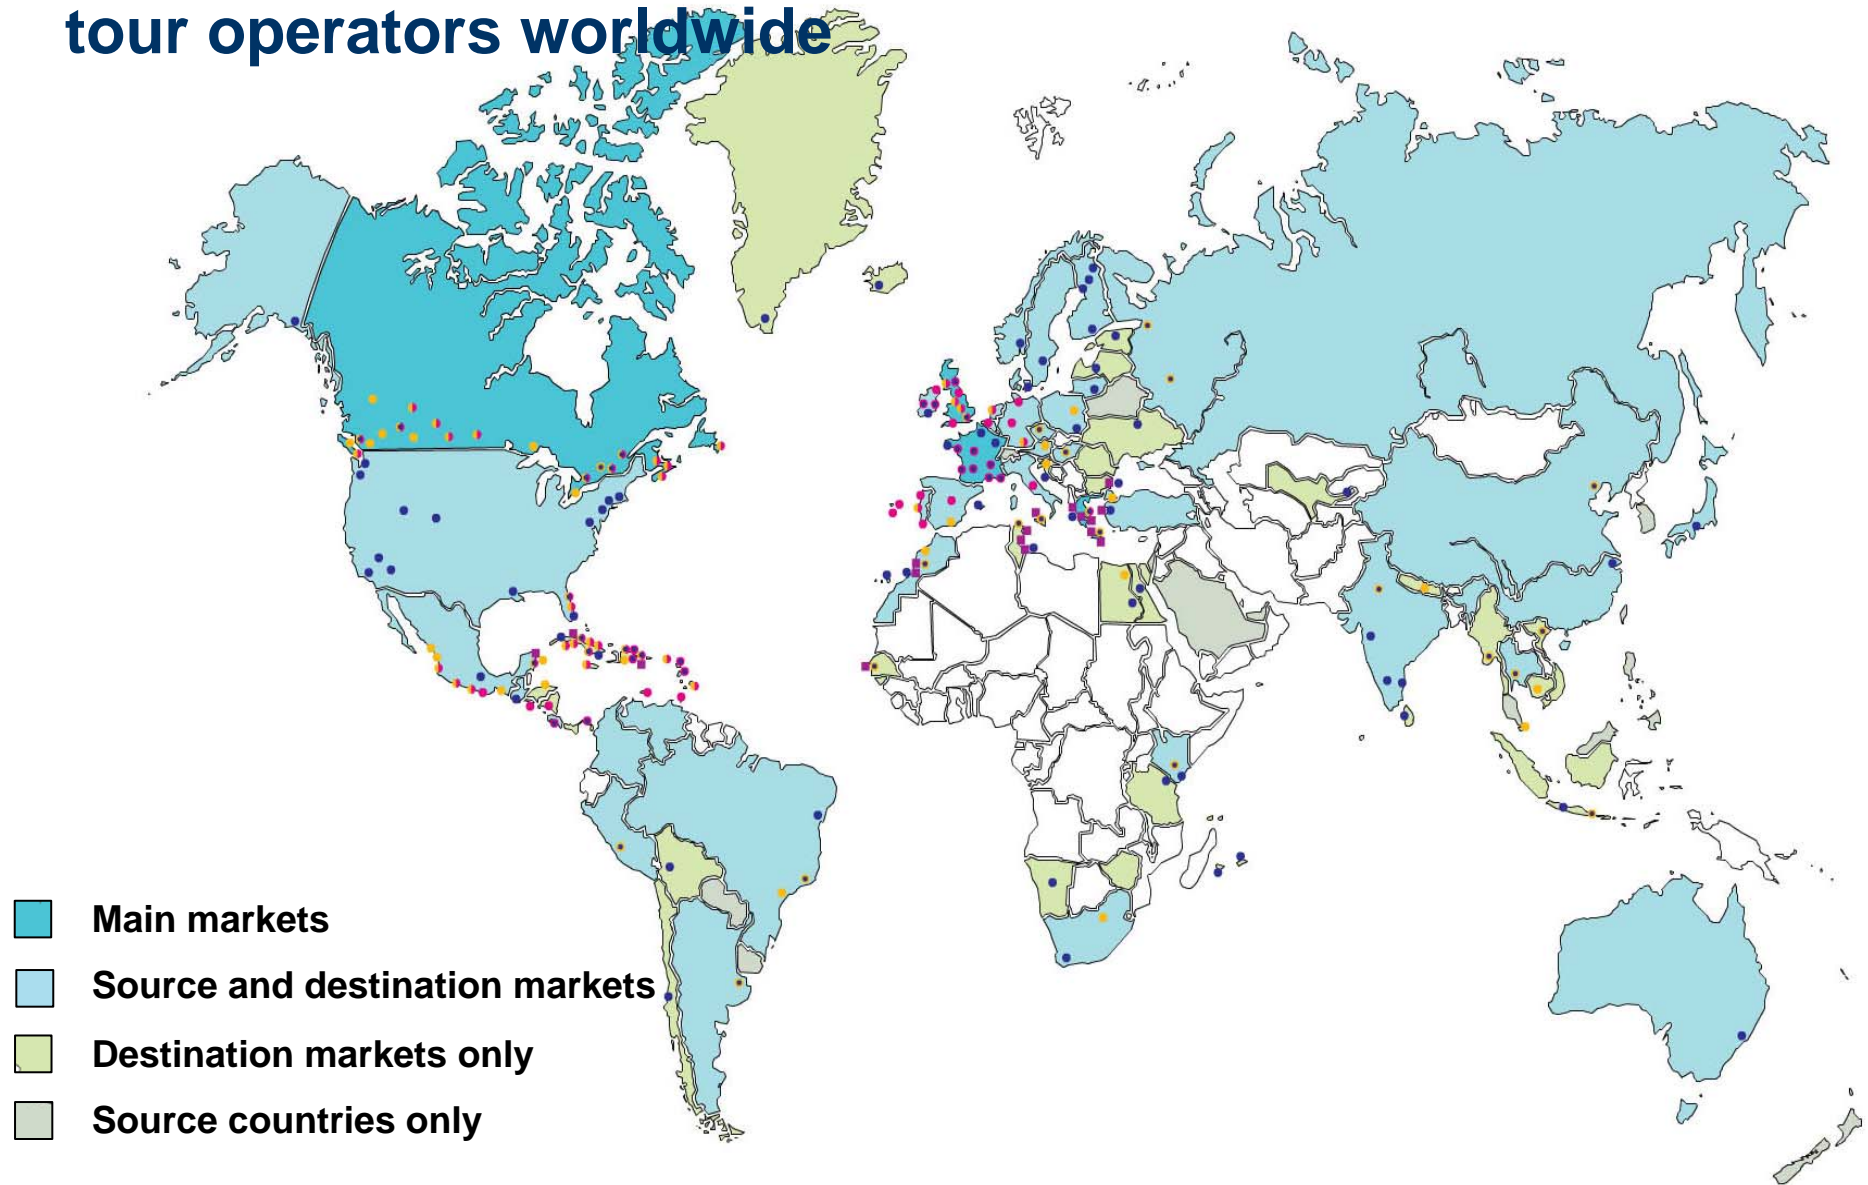 tour operators worldwide
Main markets
Source and destination markets
Destination markets only
Source countries only